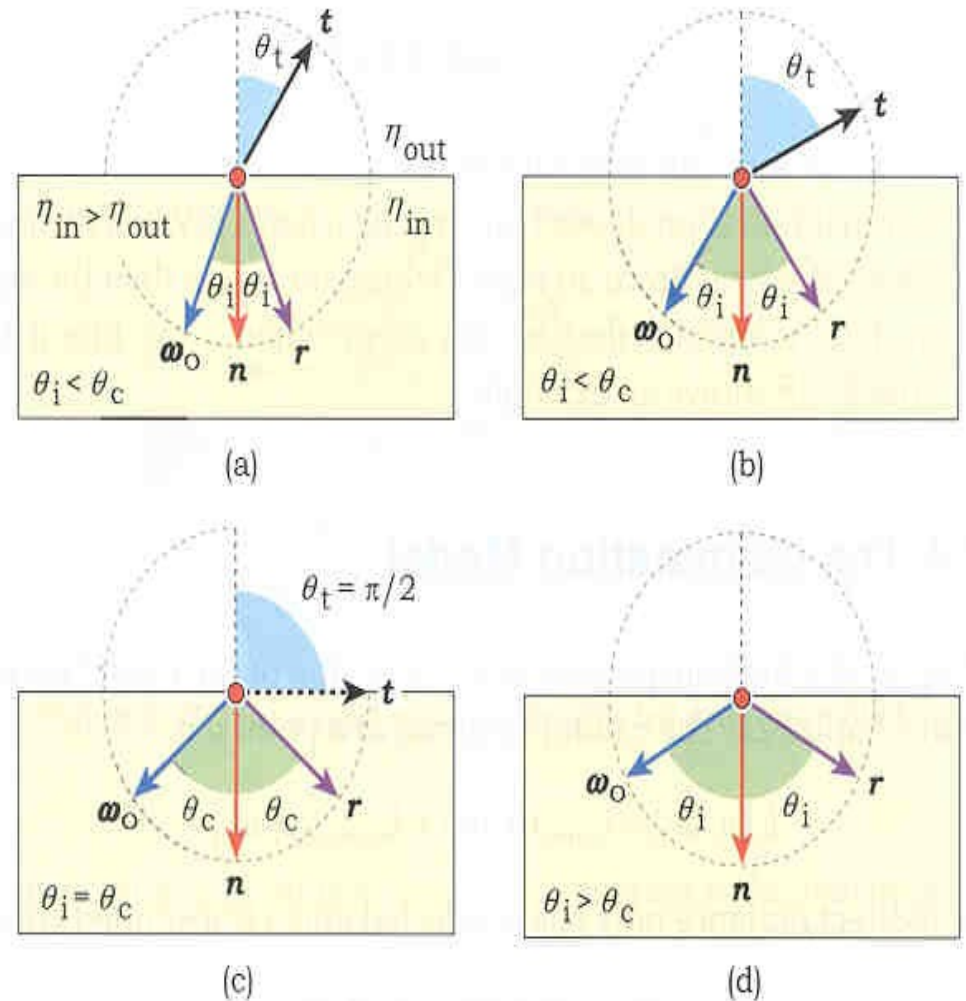 t
θt
ηout
ηin > ηout
ηin
θi θi
ωo
n
r
θi < θc
(a)
θt
t
θi
θi
ωo
n
r
θi < θc
(b)
θt = π/2
t
ωo
θc
θc
r
n
θi = θc
(c)
ωo
θi
θi
r
n
θi > θc
(d)